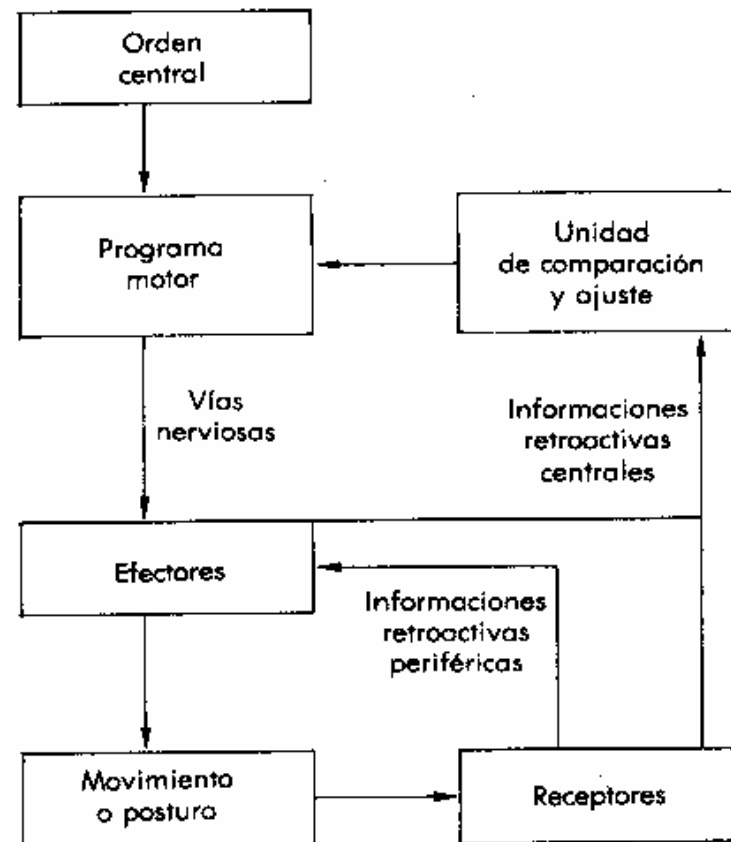 Orden
central
Programa
motor
Unidad
de comparación
y ajuste
Vías
nerviosas
Informaciones
retroactivas
centrales
Efectores
Informaciones
retroactivas
periféricas
Movimiento
o postura
Receptores